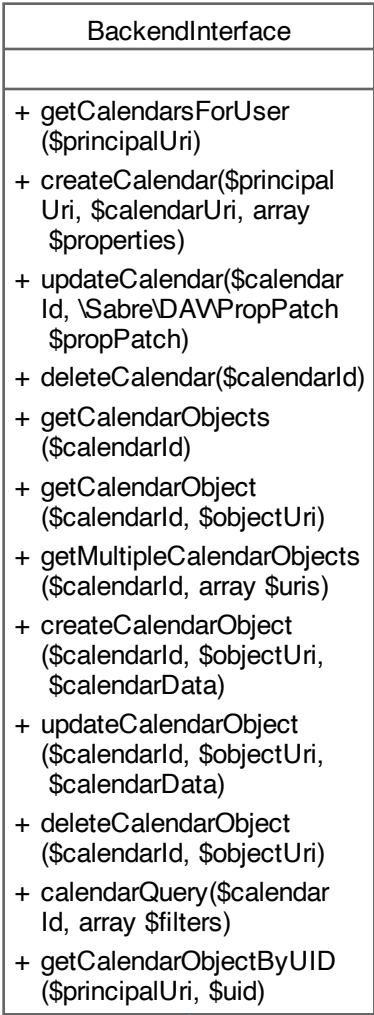 BackendInterface
+ getCalendarsForUser
($principalUri)
+ createCalendar($principal
Uri, $calendarUri, array
$properties)
+ updateCalendar($calendar
Id, \Sabre\DAV\PropPatch
$propPatch)
+ deleteCalendar($calendarId)
+ getCalendarObjects
($calendarId)
+ getCalendarObject
($calendarId, $objectUri)
+ getMultipleCalendarObjects
($calendarId, array $uris)
+ createCalendarObject
($calendarId, $objectUri,
$calendarData)
+ updateCalendarObject
($calendarId, $objectUri,
$calendarData)
+ deleteCalendarObject
($calendarId, $objectUri)
+ calendarQuery($calendar
Id, array $filters)
+ getCalendarObjectByUID
($principalUri, $uid)